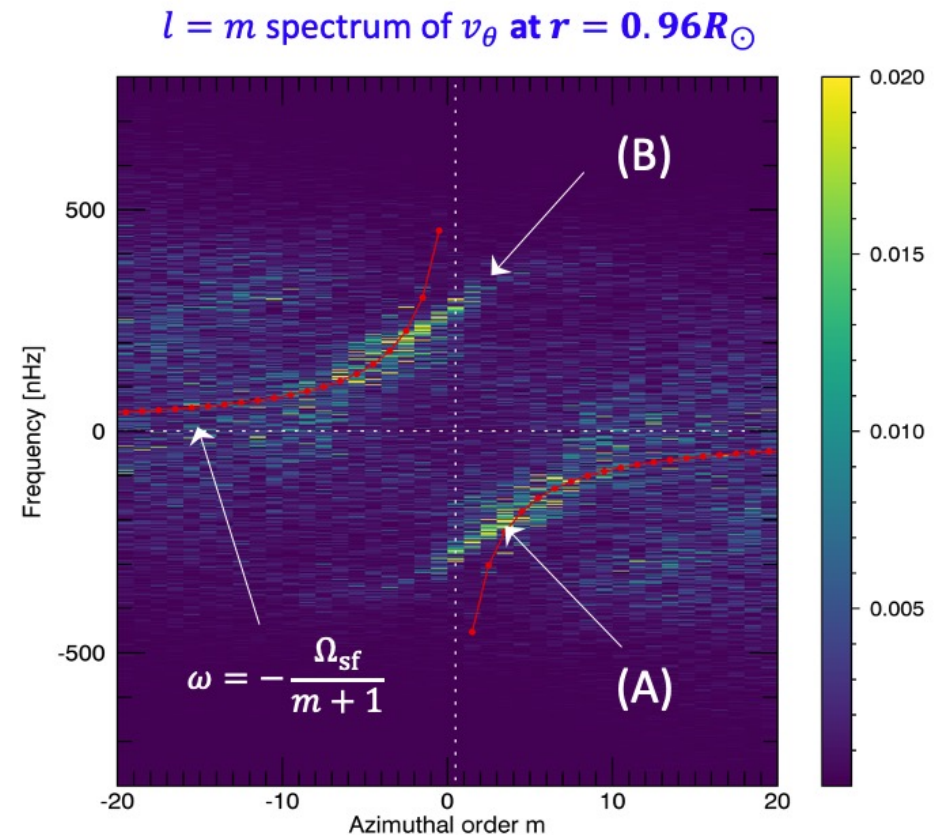 l = m spectrum of v_θ at r = 0.96R_⊙
0.020
(B)
500
0.015
Frequency [nHz]
0
0.010
0.005
-500
ω = − Ω_sf / (m + 1)
(A)
-20 -10 0 10 20
Azimuthal order m